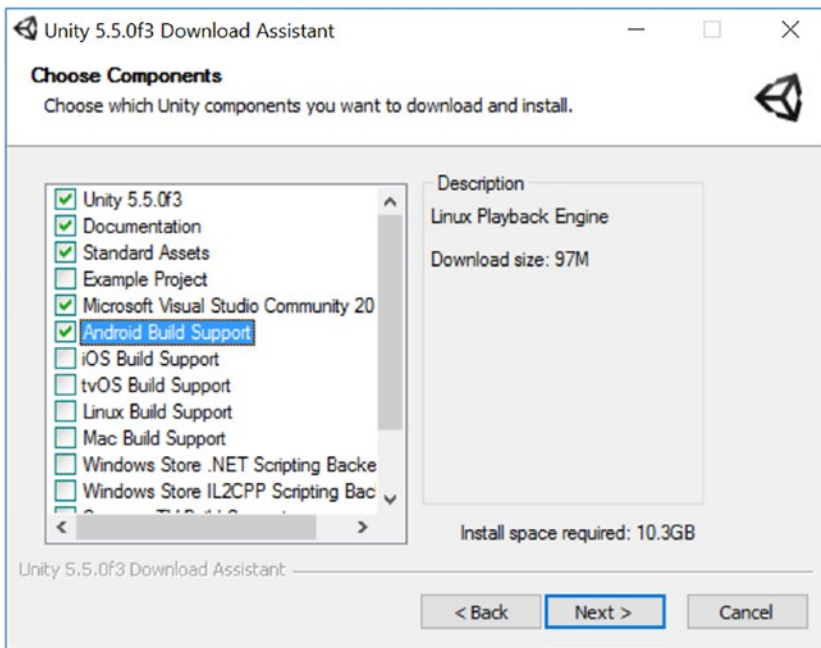 Unity 5.5.0f3 Download Assistant
Choose Components
Choose which Unity components you want to download and install.
Unity 5.5.0f3
Documentation
Standard Assets
Example Project
Microsoft Visual Studio Community 20
Android Build Support
iOS Build Support
tvOS Build Support
Linux Build Support
Mac Build Support
Windows Store .NET Scripting Backe
Windows Store IL2CPP Scripting Bac
Description
Linux Playback Engine
Download size: 97M
Install space required: 10.3GB
Unity 5.5.0f3 Download Assistant
< Back
Next >
Cancel